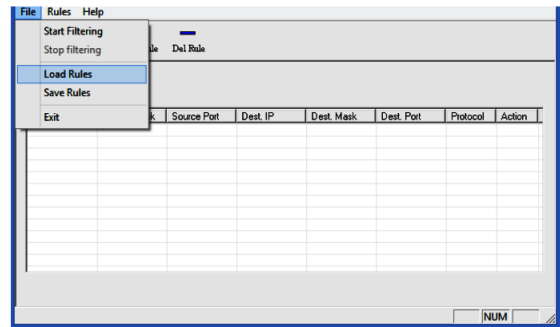 File Rules Help
Start Filtering
Stop filtering
Del Rule
Load Rules
Save Rules
Exit
Source Port Dest. IP Dest. Mask Dest. Port Protocol Action
NUM